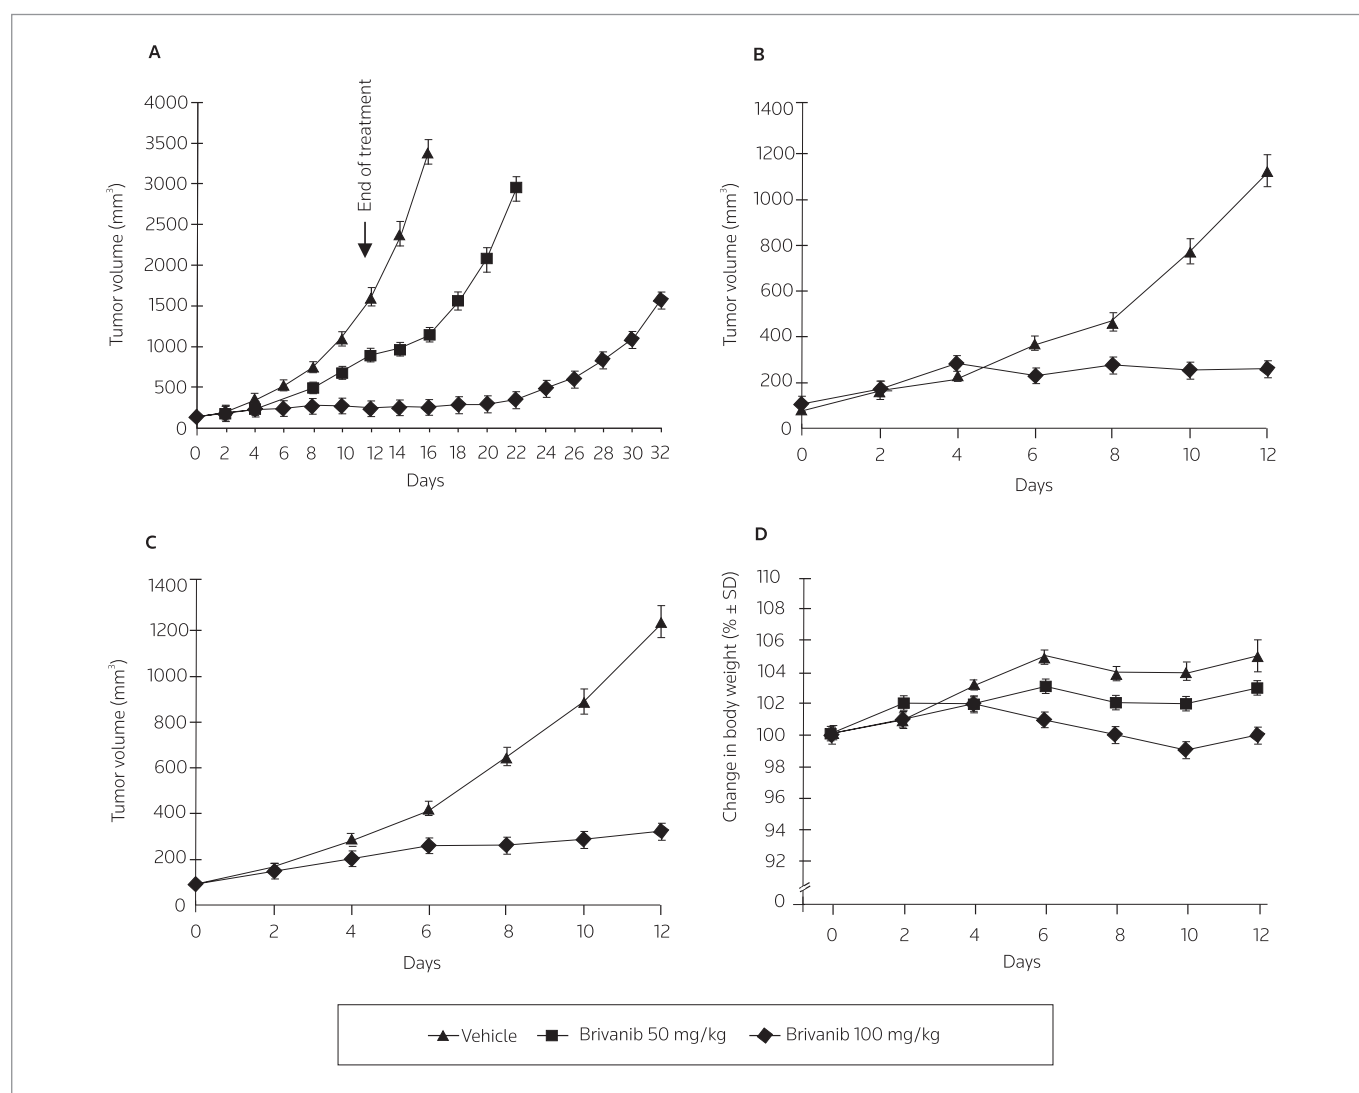 A
End of treatment
Tumor volume (mm³)
4000
3500
3000
2500
2000
1500
1000
500
0
0 2 4 6 8 10 12 14 16 18 20 22 24 26 28 30 32
Days
B
Tumor volume (mm³)
1400
1200
1000
800
600
400
200
0
0 2 4 6 8 10 12
Days
C
Tumor volume (mm³)
1400
1200
1000
800
600
400
200
0
0 2 4 6 8 10 12
Days
D
Change in body weight (% ± SD)
110
108
106
104
102
100
98
96
94
92
0
0 2 4 6 8 10 12
Days
Vehicle Brivanib 50 mg/kg Brivanib 100 mg/kg